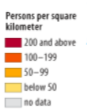 Persons per square
kilometer
200 and above
100–199
50–99
below 50
no data